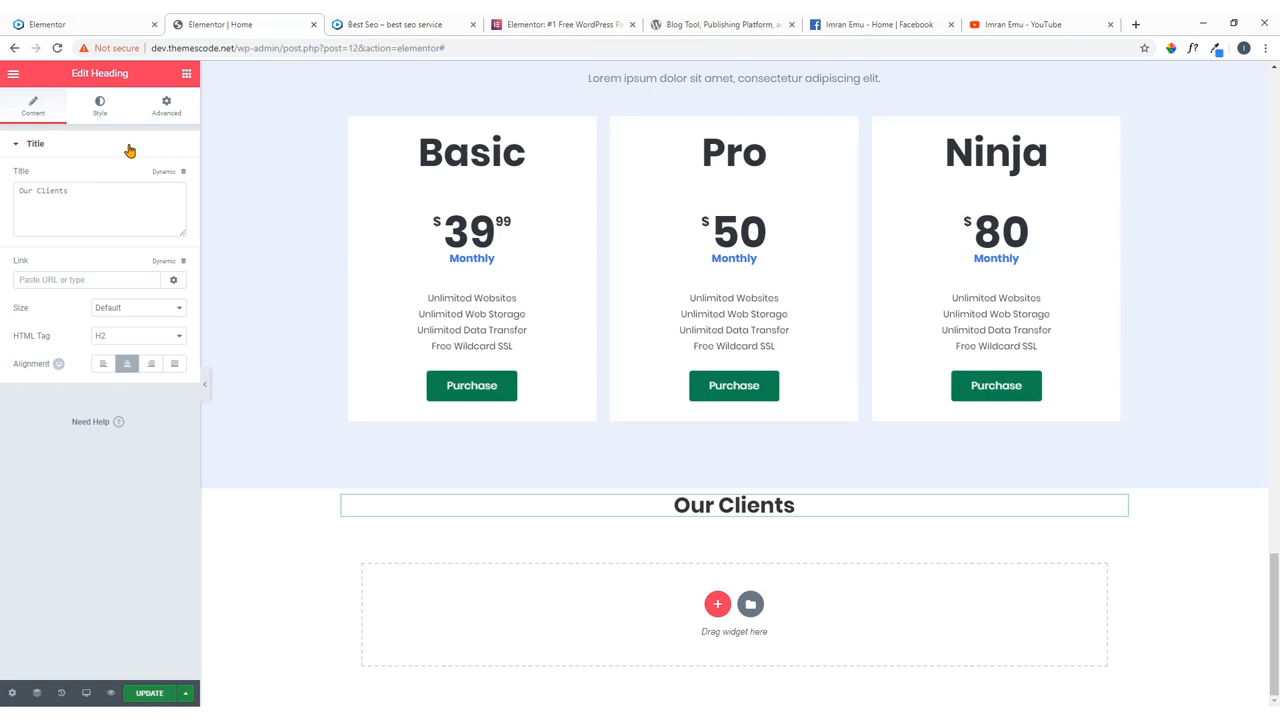 Elementor
Elementor | Home
Best Seo – best seo service
Elementor: #1 Free WordPress
Blog Tool, Publishing Platform,
Imran Emu - Home | Facebook
Imran Emu - YouTube
Not secure
dev.themescode.net/wp-admin/post.php?post=12&action=elementor#
f?
I
Edit Heading
Content
Style
Advanced
Title
Title
Dynamic
Our Clients
Link
Dynamic
Paste URL or type
Size
Default
HTML Tag
H2
Alignment
Need Help ?
UPDATE
Lorem ipsum dolor sit amet, consectetur adipiscing elit.
Basic
$ 39 99
Monthly
Unlimited Websites
Unlimited Web Storage
Unlimited Data Transfer
Free Wildcard SSL
Purchase
Pro
$ 50
Monthly
Unlimited Websites
Unlimited Web Storage
Unlimited Data Transfer
Free Wildcard SSL
Purchase
Ninja
$ 80
Monthly
Unlimited Websites
Unlimited Web Storage
Unlimited Data Transfer
Free Wildcard SSL
Purchase
Our Clients
Drag widget here